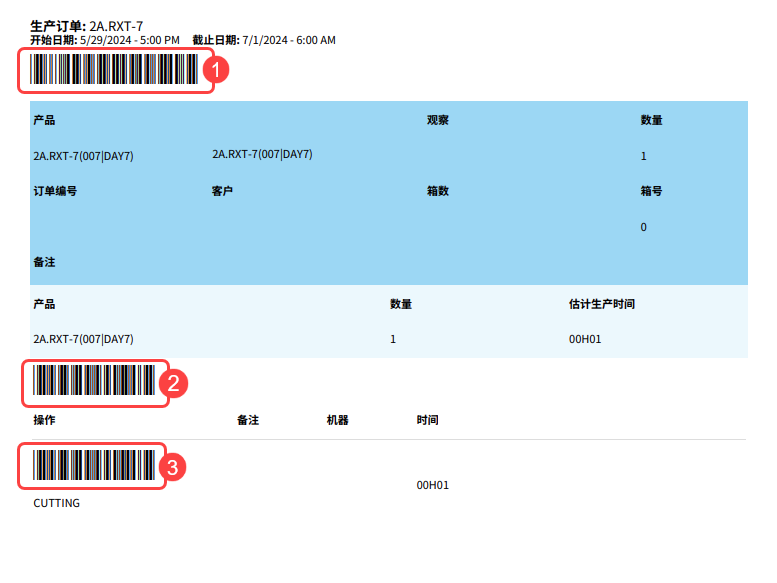 生产订单: 2A.RXT-7
开始日期: 5/29/2024 - 5:00 PM 截止日期: 7/1/2024 - 6:00 AM
1
产品 观察 数量
2A.RXT-7(007|DAY7) 2A.RXT-7(007|DAY7) 1
订单编号 客户 箱数 箱号
0
备注
产品 数量 估计生产时间
2A.RXT-7(007|DAY7) 1 00H01
2
操作 备注 机器 时间
3
00H01
CUTTING